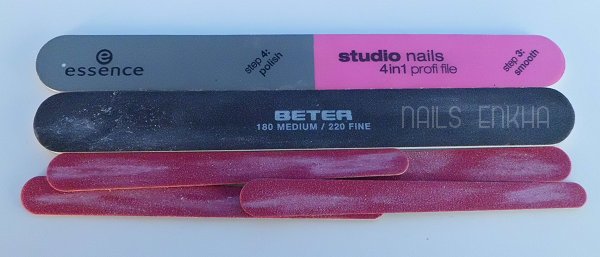 e
essence
step 4:
polish
studio nails
4in1 profi file
step 3:
smooth
BETER
180 MEDIUM / 220 FINE
NAILS ENKHA